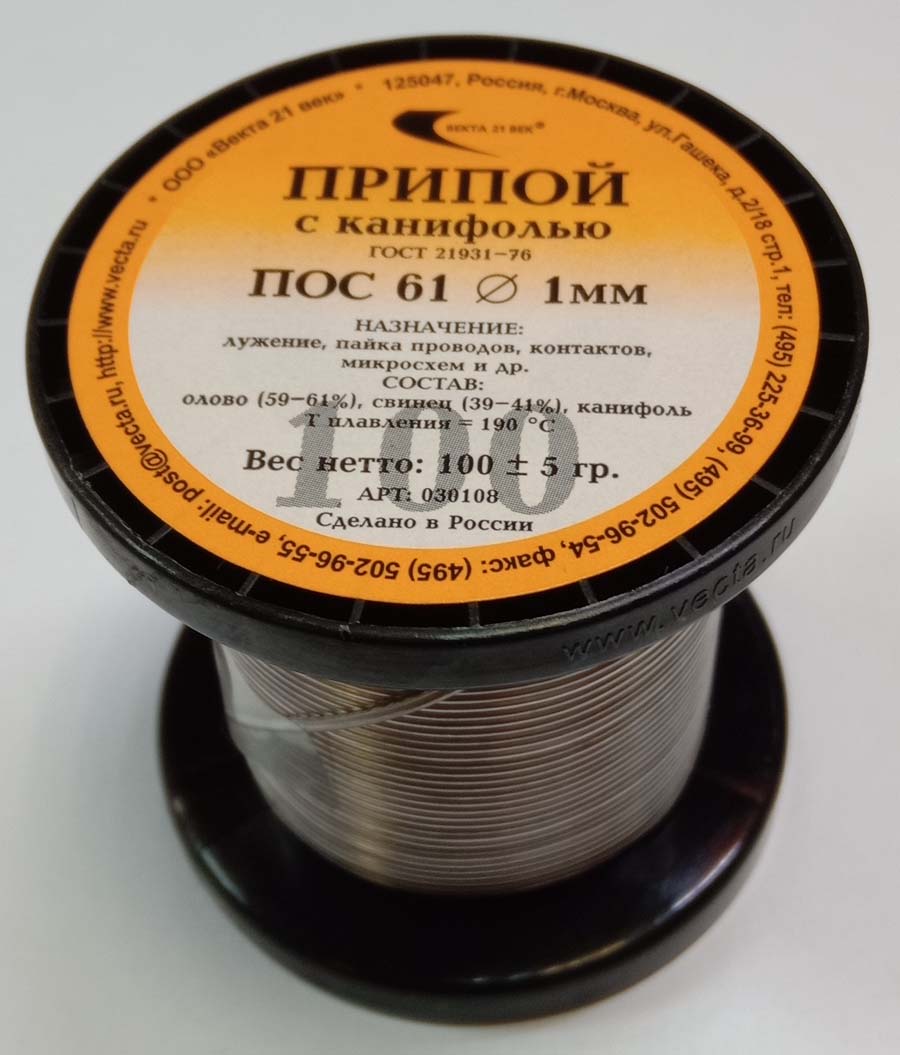 ООО «Векта 21 век» • 125047, Россия, г.Москва, ул.Гашека, д.2/18 стр.1, тел: (495) 225-36-99, (495) 502-96-54, факс: (495) 502-96-55, e-mail: post@vecta.ru, http://www.vecta.ru •
ВЕКТА 21 ВЕК®
ПРИПОЙ
с канифолью
ГОСТ 21931-76
ПОС 61 ∅ 1мм
НАЗНАЧЕНИЕ:
лужение, пайка проводов, контактов,
микросхем и др.
СОСТАВ:
олово (59-61%), свинец (39-41%), канифоль
Т плавления = 190 °С
100
Вес нетто: 100 ± 5 гр.
АРТ: 030108
Сделано в России
www.vecta.ru